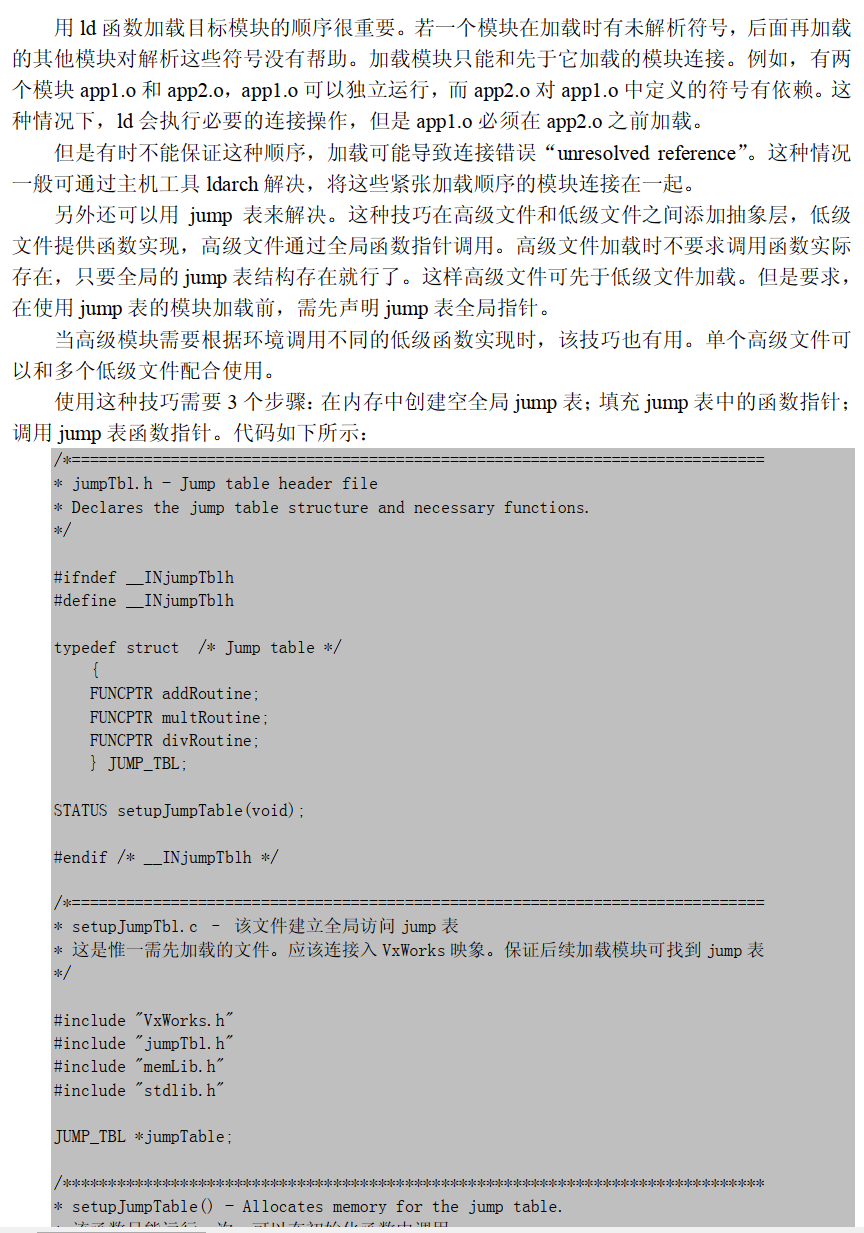 用 ld 函数加载目标模块的顺序很重要。若一个模块在加载时有未解析符号，后面再加载
的其他模块对解析这些符号没有帮助。加载模块只能和先于它加载的模块连接。例如，有两
个模块 app1.o 和 app2.o，app1.o 可以独立运行，而 app2.o 对 app1.o 中定义的符号有依赖。这
种情况下，ld 会执行必要的连接操作，但是 app1.o 必须在 app2.o 之前加载。
但是有时不能保证这种顺序，加载可能导致连接错误“unresolved reference”。这种情况
一般可通过主机工具 ldarch 解决，将这些紧张加载顺序的模块连接在一起。
另外还可以用 jump 表来解决。这种技巧在高级文件和低级文件之间添加抽象层，低级
文件提供函数实现，高级文件通过全局函数指针调用。高级文件加载时不要求调用函数实际
存在，只要全局的 jump 表结构存在就行了。这样高级文件可先于低级文件加载。但是要求，
在使用 jump 表的模块加载前，需先声明 jump 表全局指针。
当高级模块需要根据环境调用不同的低级函数实现时，该技巧也有用。单个高级文件可
以和多个低级文件配合使用。
使用这种技巧需要 3 个步骤：在内存中创建空全局 jump 表；填充 jump 表中的函数指针；
调用 jump 表函数指针。代码如下所示：
/*=============================================================================
* jumpTbl.h - Jump table header file
* Declares the jump table structure and necessary functions.
*/
#ifndef __INjumpTblh
#define __INjumpTblh
typedef struct  /* Jump table */
{
FUNCPTR addRoutine;
FUNCPTR multRoutine;
FUNCPTR divRoutine;
} JUMP_TBL;
STATUS setupJumpTable(void);
#endif /* __INjumpTblh */
/*=============================================================================
* setupJumpTbl.c – 该文件建立全局访问 jump 表
* 这是惟一需先加载的文件。应该连接入 VxWorks 映象。保证后续加载模块可找到 jump 表
*/
#include "VxWorks.h"
#include "jumpTbl.h"
#include "memLib.h"
#include "stdlib.h"
JUMP_TBL *jumpTable;
/******************************************************************************
* setupJumpTable() - Allocates memory for the jump table.